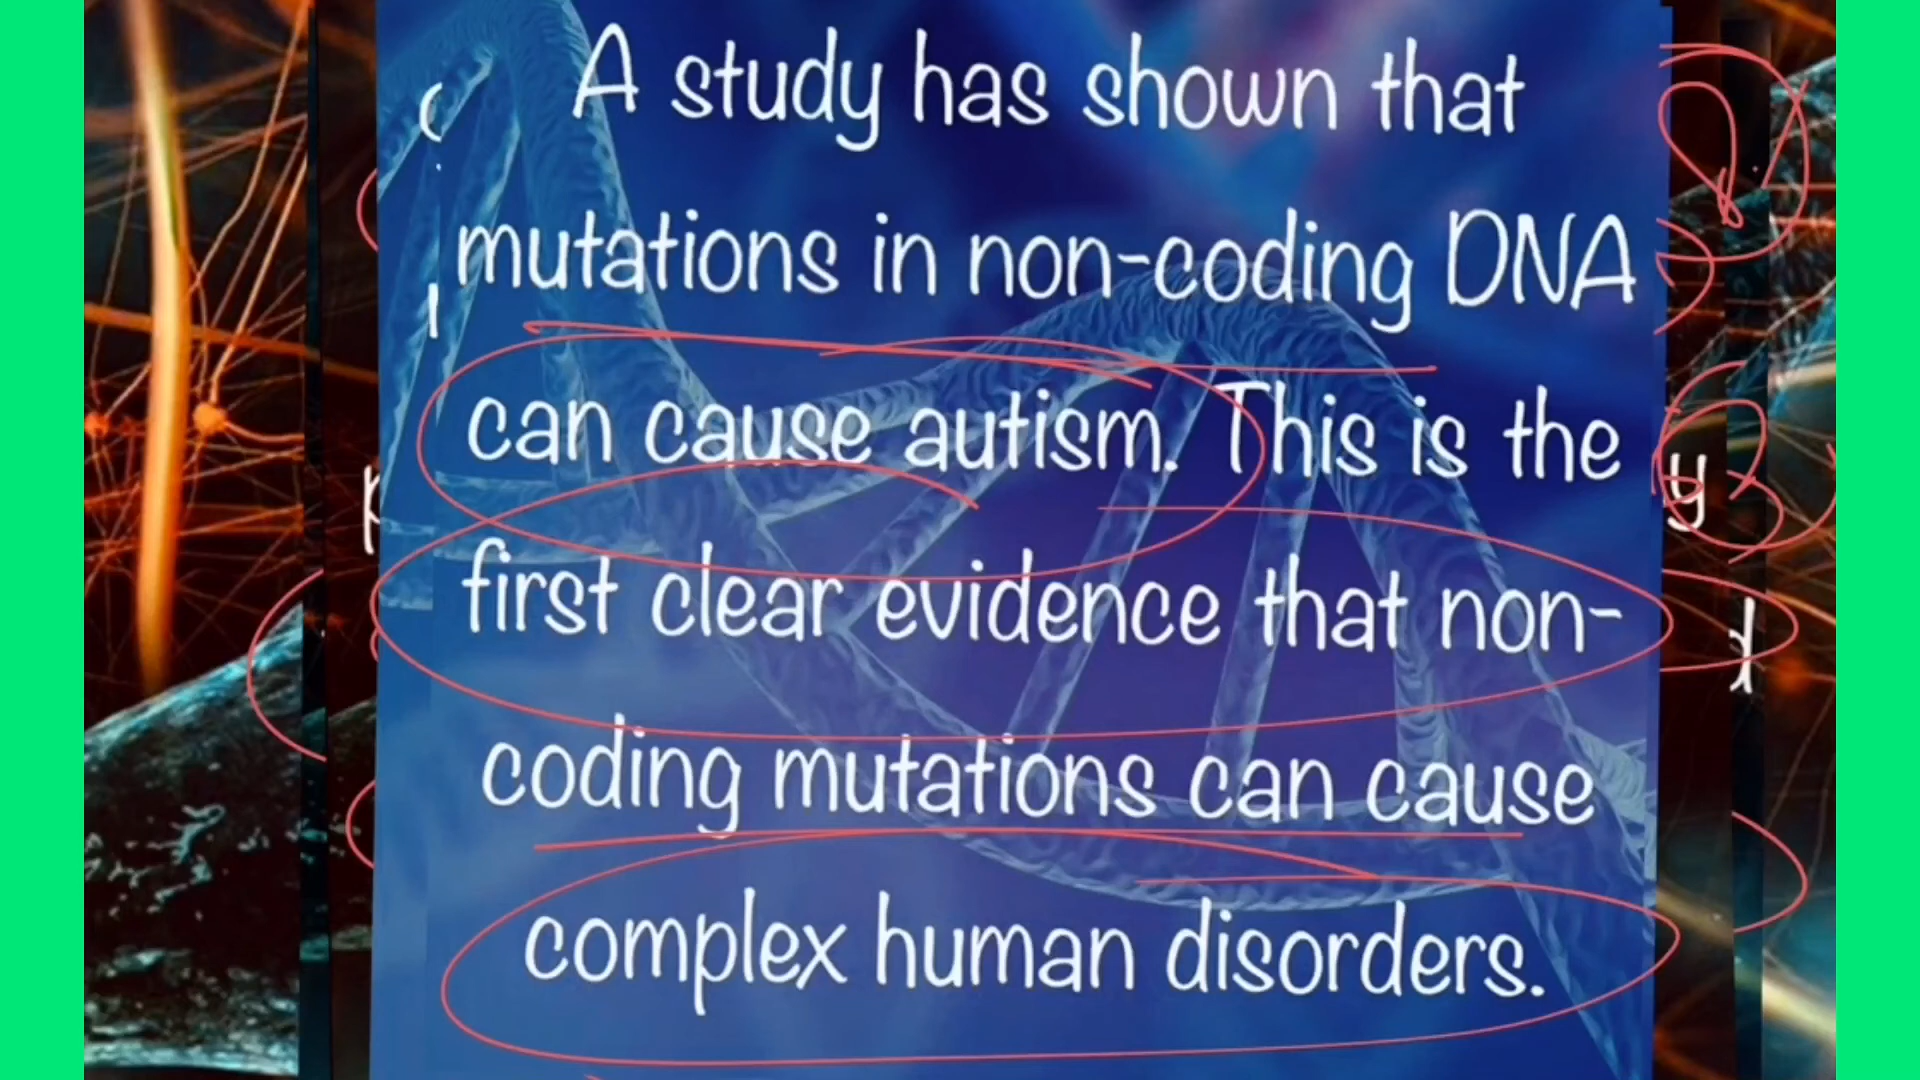 A study has shown that
mutations in non-coding DNA
can cause autism. This is the
first clear evidence that non-
coding mutations can cause
complex human disorders.